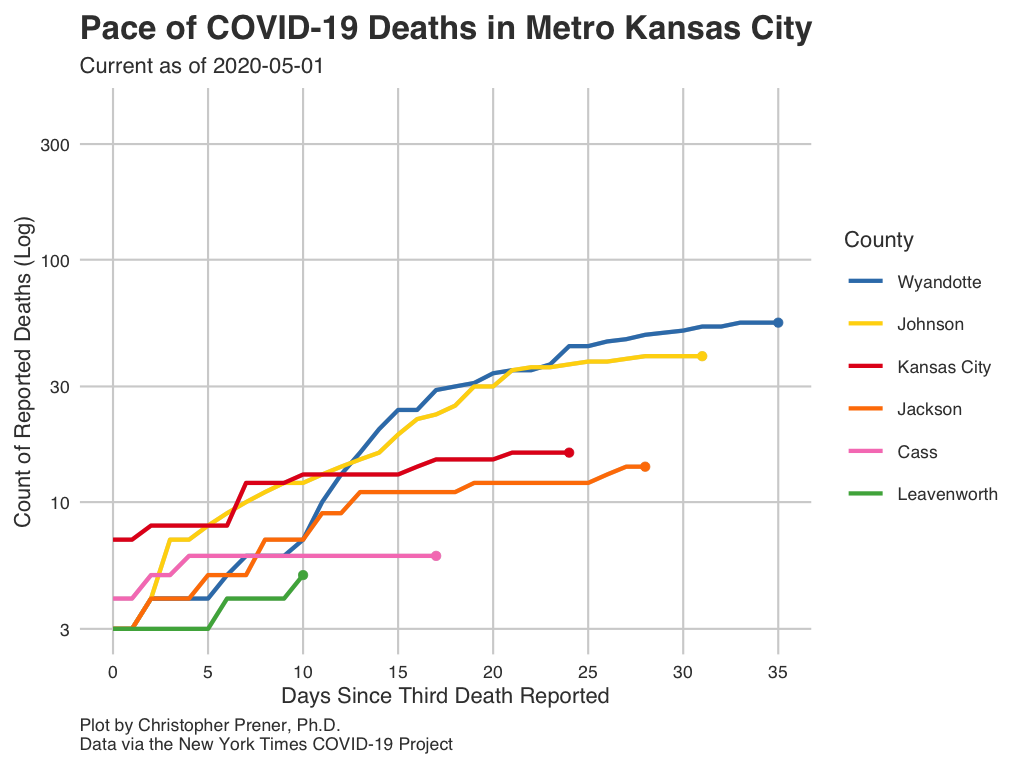 Pace of COVID-19 Deaths in Metro Kansas City
Current as of 2020-05-01
Count of Reported Deaths (Log)
300
100
30
10
3
0 5 10 15 20 25 30 35
Days Since Third Death Reported
County
Wyandotte
Johnson
Kansas City
Jackson
Cass
Leavenworth
Plot by Christopher Prener, Ph.D.
Data via the New York Times COVID-19 Project